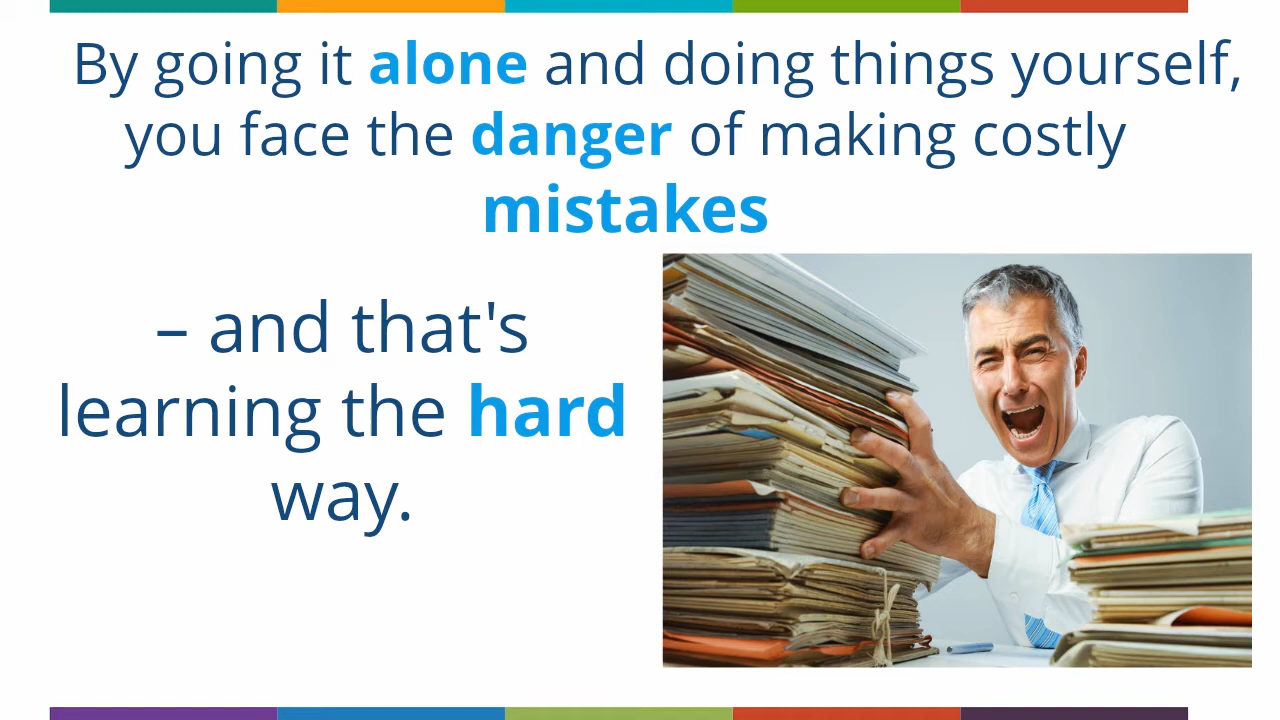 By going it alone and doing things yourself,
you face the danger of making costly
mistakes
– and that's
learning the hard
way.